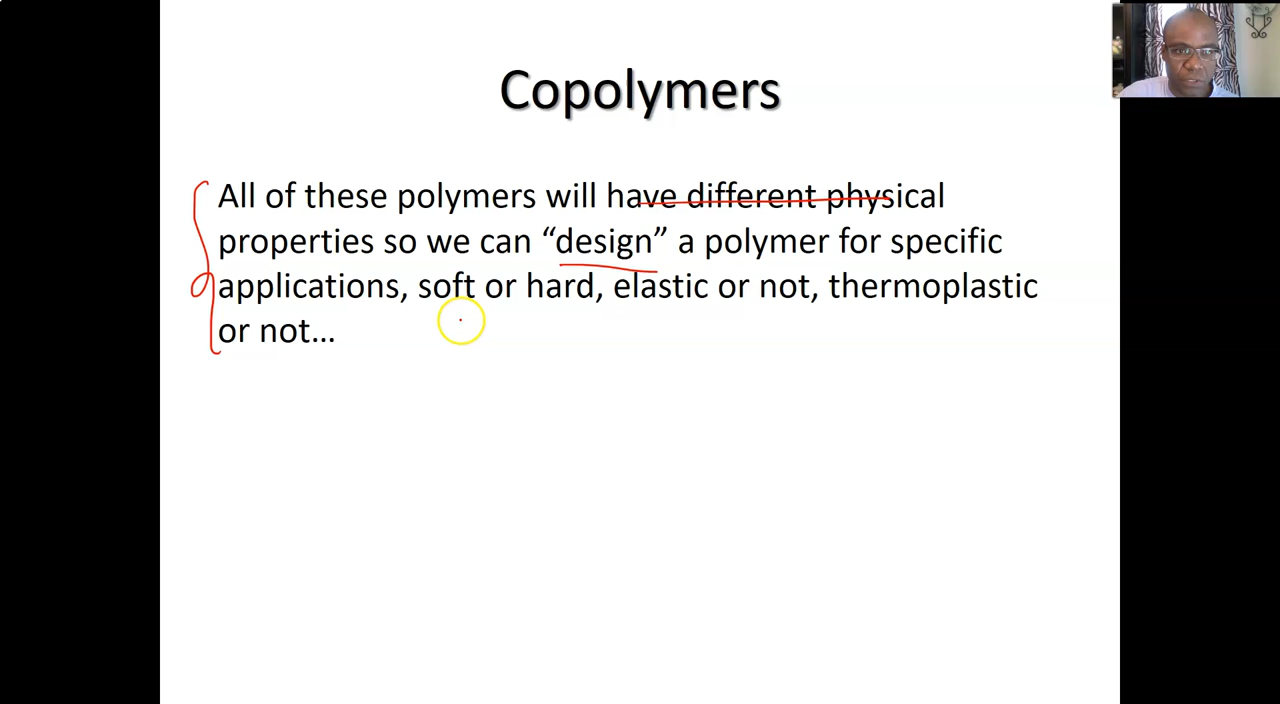 Copolymers
All of these polymers will have different physical
properties so we can “design” a polymer for specific
applications, soft or hard, elastic or not, thermoplastic
or not...